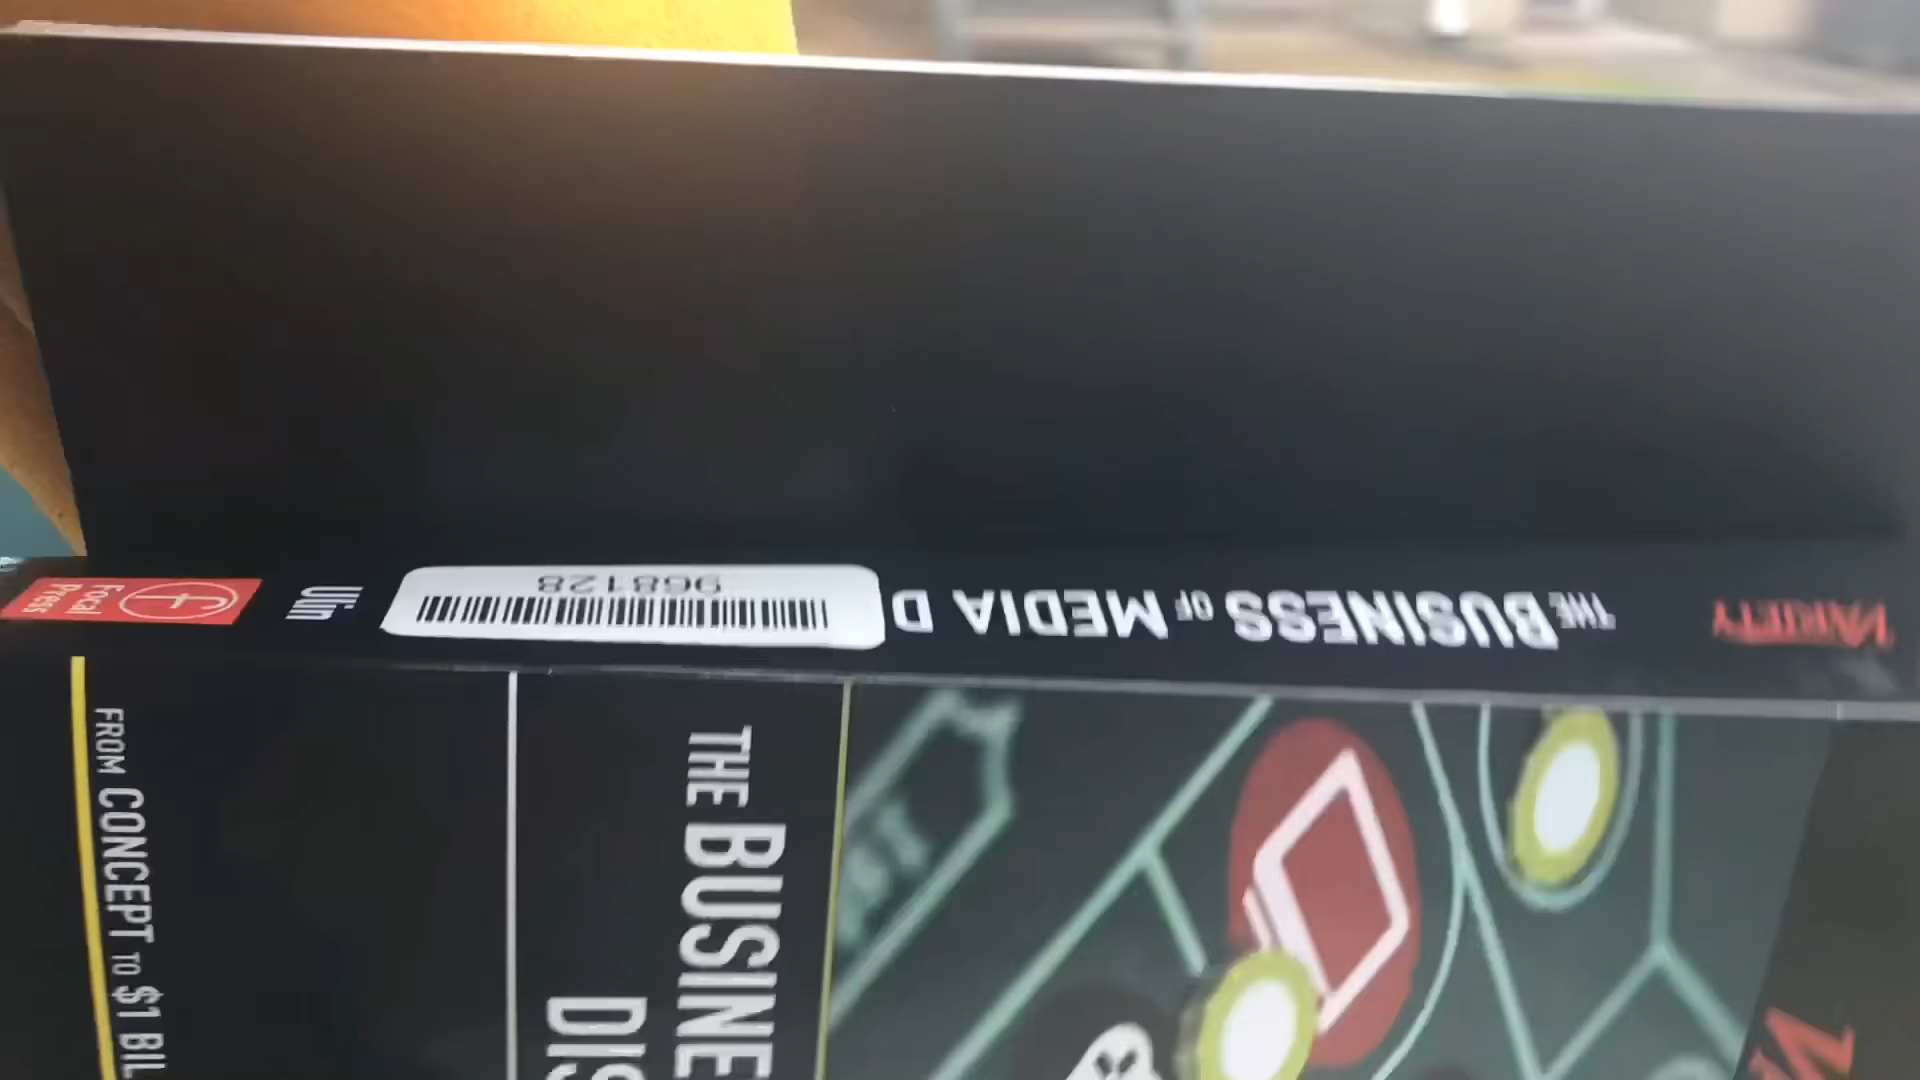 VARIETY
THE BUSINESS OF MEDIA D
968128
Ulin
Focal
Press
THE BUSINE
DIS
FROM CONCEPT TO $1 BIL